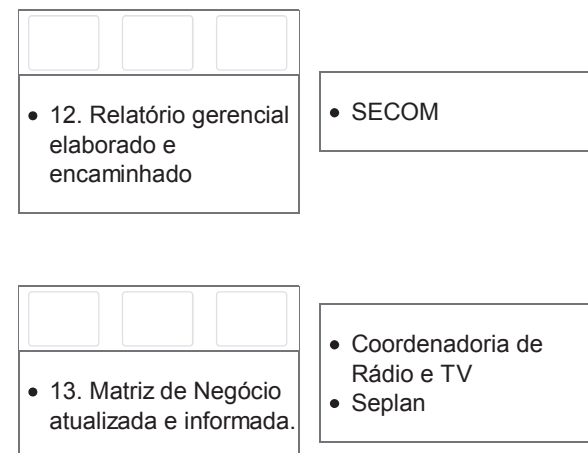 • 12. Relatório gerencial
elaborado e
encaminhado
• SECOM
• 13. Matriz de Negócio
atualizada e informada.
• Coordenadoria de
Rádio e TV
• Seplan